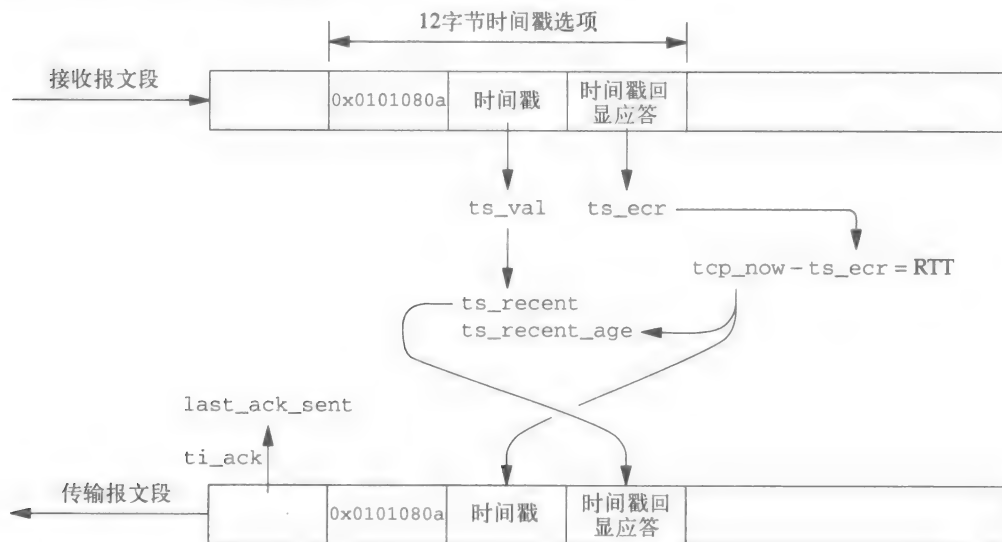 12字节时间戳选项
接收报文段
0x0101080a
时间戳
时间戳回
显应答
ts_val
ts_ecr
tcp_now－ts_ecr＝RTT
ts_recent
ts_recent_age
last_ack_sent
ti_ack
传输报文段
0x0101080a
时间戳
时间戳回
显应答